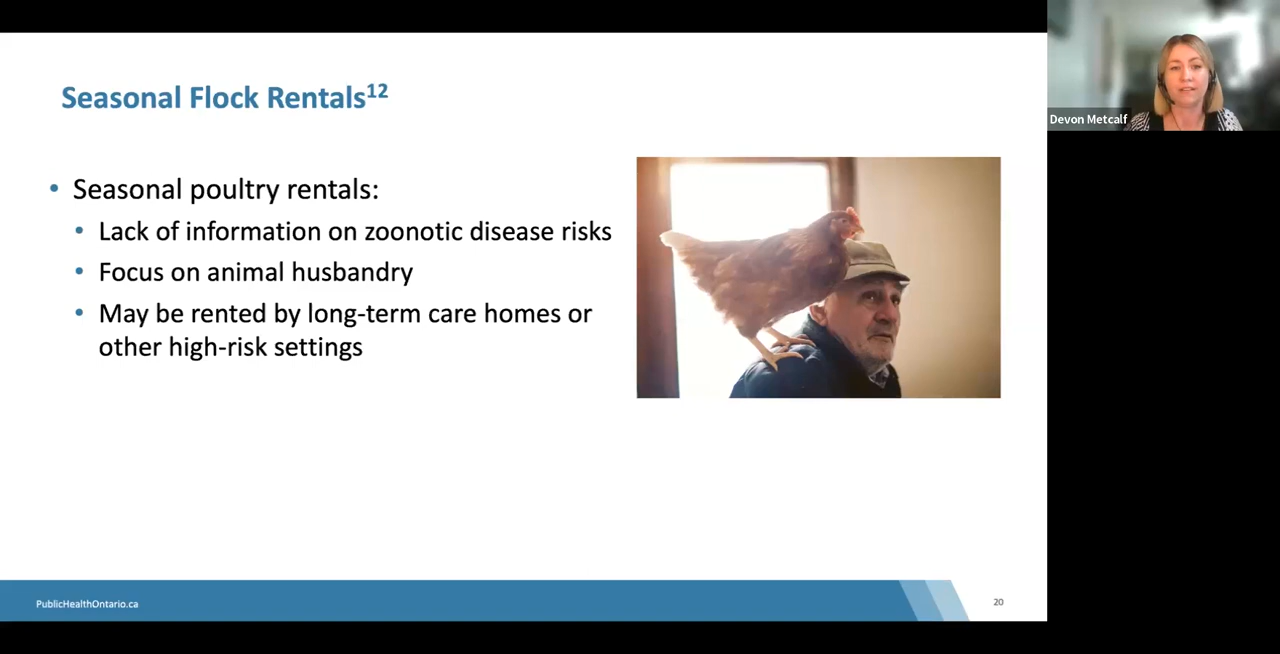 Seasonal Flock Rentals12
• Seasonal poultry rentals:
• Lack of information on zoonotic disease risks
• Focus on animal husbandry
• May be rented by long-term care homes or
other high-risk settings
PublicHealthOntario.ca
20
Devon Metcalf